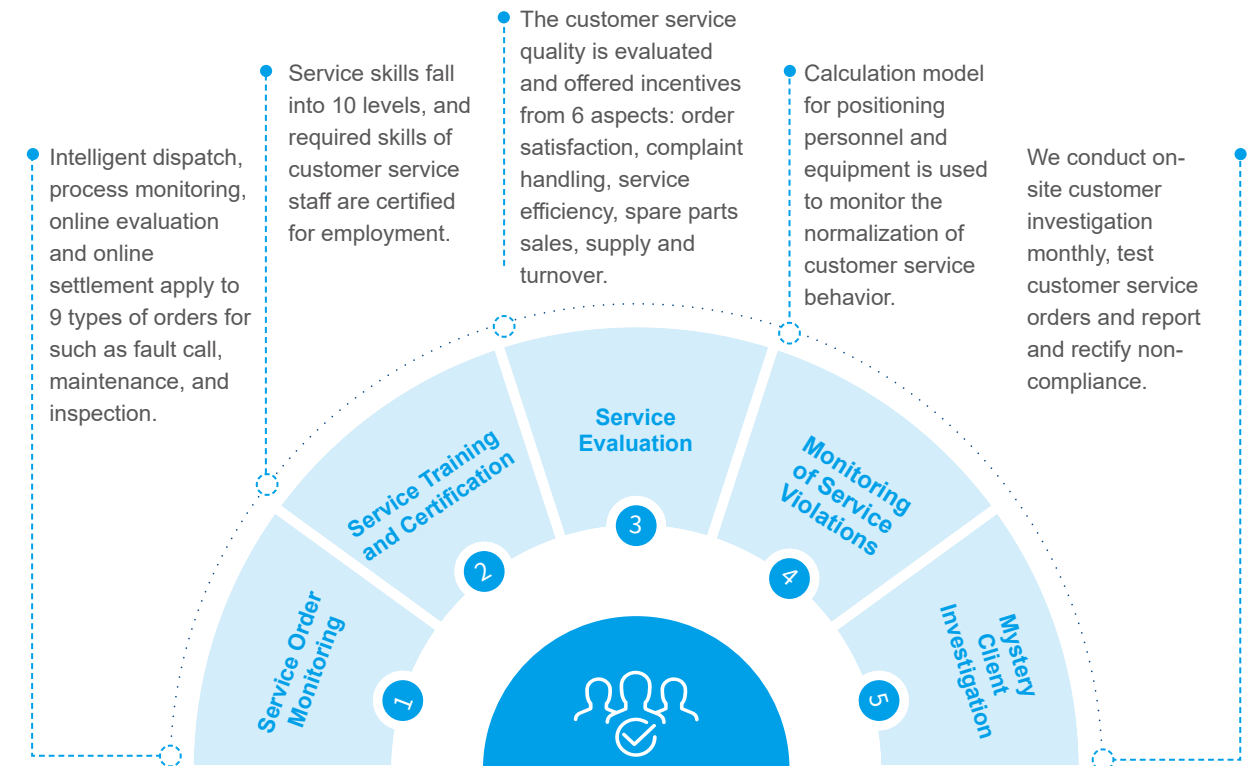 Intelligent dispatch,
process monitoring,
online evaluation
and online
settlement apply to
9 types of orders for
such as fault call,
maintenance, and
inspection.
Service skills fall
into 10 levels, and
required skills of
customer service
staff are certified
for employment.
The customer service
quality is evaluated
and offered incentives
from 6 aspects: order
satisfaction, complaint
handling, service
efficiency, spare parts
sales, supply and
turnover.
Calculation model
for positioning
personnel and
equipment is used
to monitor the
normalization of
customer service
behavior.
We conduct on-
site customer
investigation
monthly, test
customer service
orders and report
and rectify non-
compliance.
Service Order
Monitoring
1
Service Training
and Certification
2
Service
Evaluation
3
Monitoring
of Service
Violations
4
Mystery
Client
Investigation
5